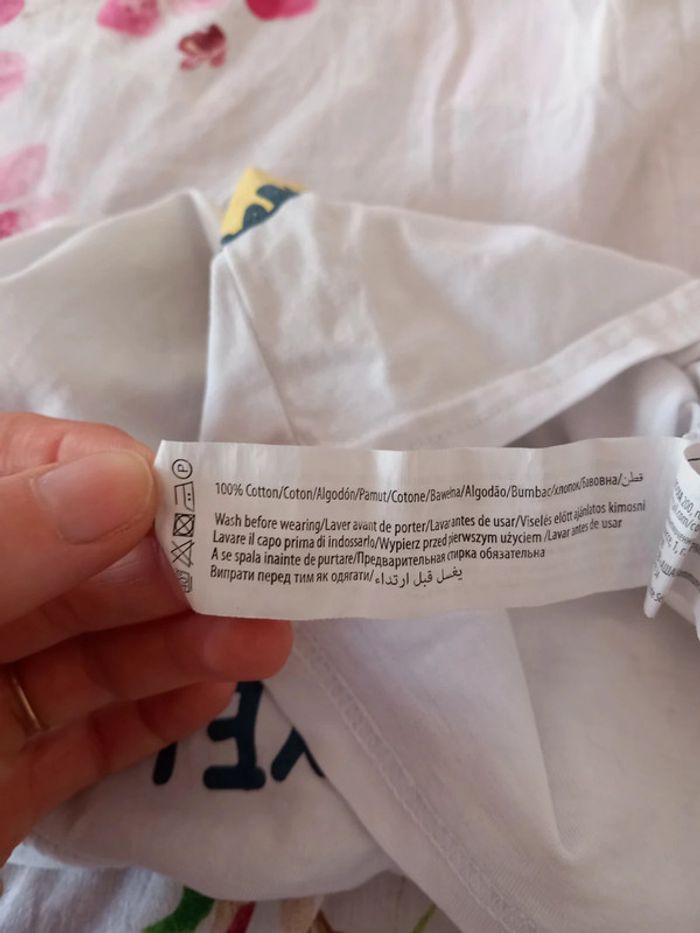 100% Cotton/Coton/Algodón/Pamut/Cotone/Bawełna/Algodão/Bumbac/хлопок/бавовна/قطن
Wash before wearing/Laver avant de porter/Lavar antes de usar/Viselés előtt ajánlatos kimosni
Lavare il capo prima di indossarlo/Wypierz przed pierwszym użyciem /Lavar antes de usar
A se spala inainte de purtare/Предварительная стирка обязательна
Випрати перед тим як одягати/يغسل قبل ارتداء
P